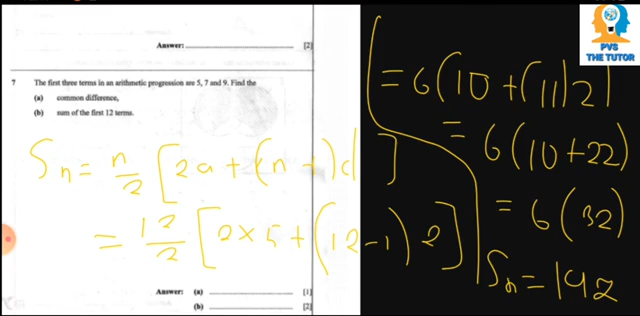 Answer: [2]
7 The first three terms in an arithmetic progression are 5, 7 and 9. Find the
(a) common difference,
(b) sum of the first 12 terms.
Sn = n/2 [2a + (n - 1)d]
= 12/2 [2 × 5 + (12 - 1) 2]
= 6(10 + (11)2)
= 6(10 + 22)
= 6(32)
Sn = 192
Answer: (a) [1]
(b) [2]
PVS
THE TUTOR